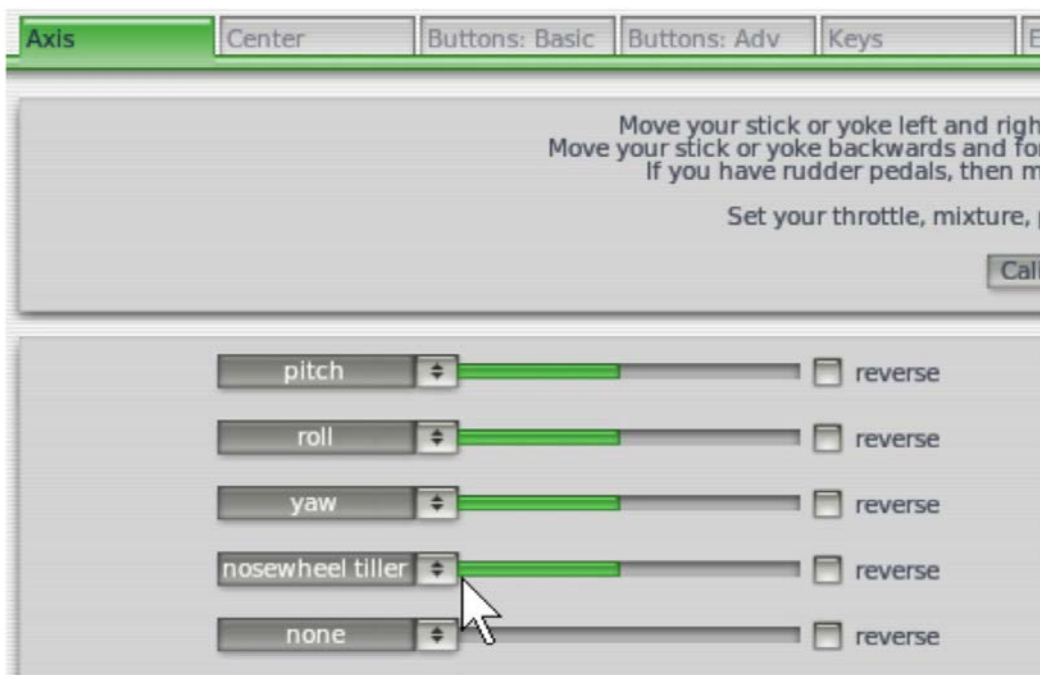 Axis Center Buttons: Basic Buttons: Adv Keys
Move your stick or yoke left and righ
Move your stick or yoke backwards and fo
If you have rudder pedals, then m
Set your throttle, mixture,
Cali
pitch reverse
roll reverse
yaw reverse
nosewheel tiller reverse
none reverse